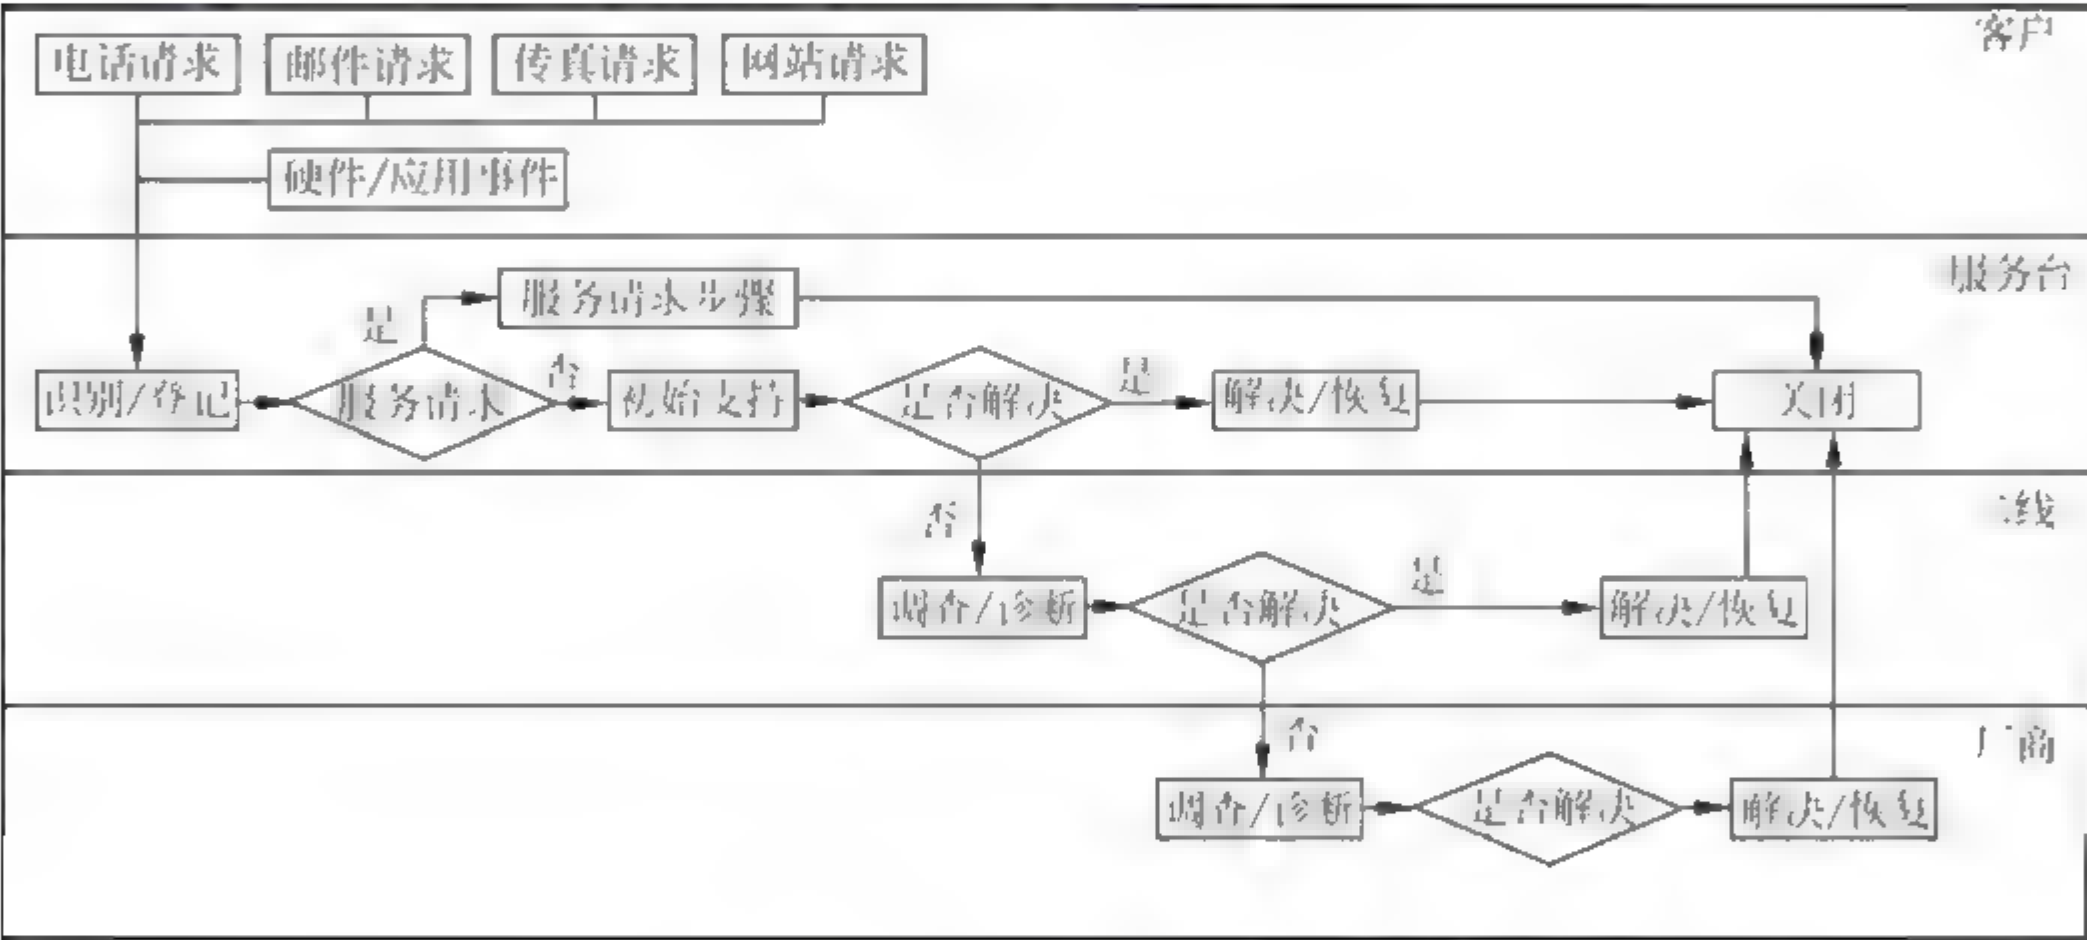 客户
电话请求
邮件请求
传真请求
网站请求
硬件/应用事件
服务台
服务请求步骤
是
识别/登记
服务请求
否
初始支持
是否解决
是
解决/恢复
关闭
二线
否
调查/诊断
是否解决
是
解决/恢复
厂商
否
调查/诊断
是否解决
解决/恢复